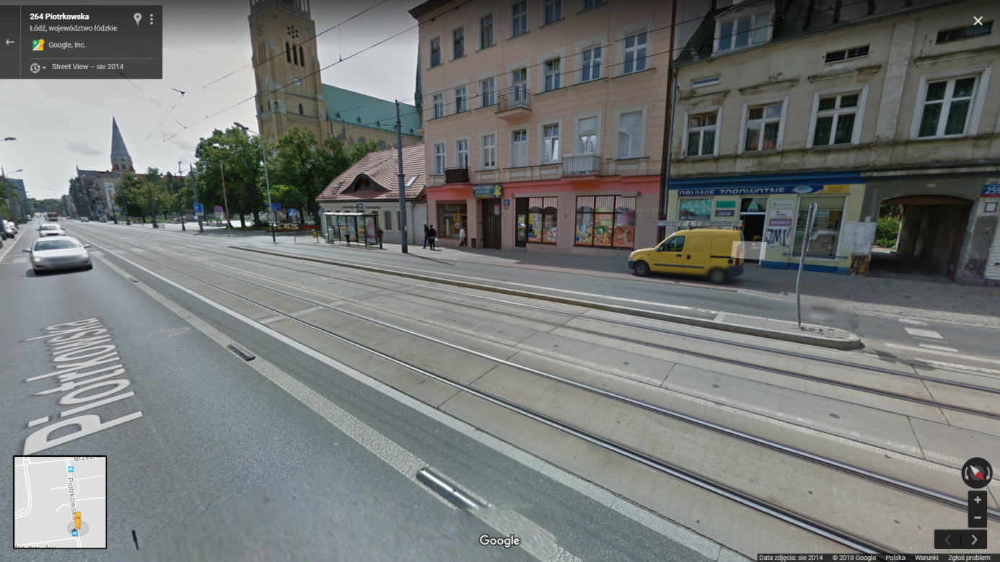 264 Piotrkowska
Łódź, województwo łódzkie
Google, Inc.
Street View – sie 2014
OBUWIE ZDROWOTNE
"Jana"
259
Piotrkowska
Piotrkowska
Google
Data zdjęcia: sie 2014 © 2018 Google Polska Warunki Zgłoś problem